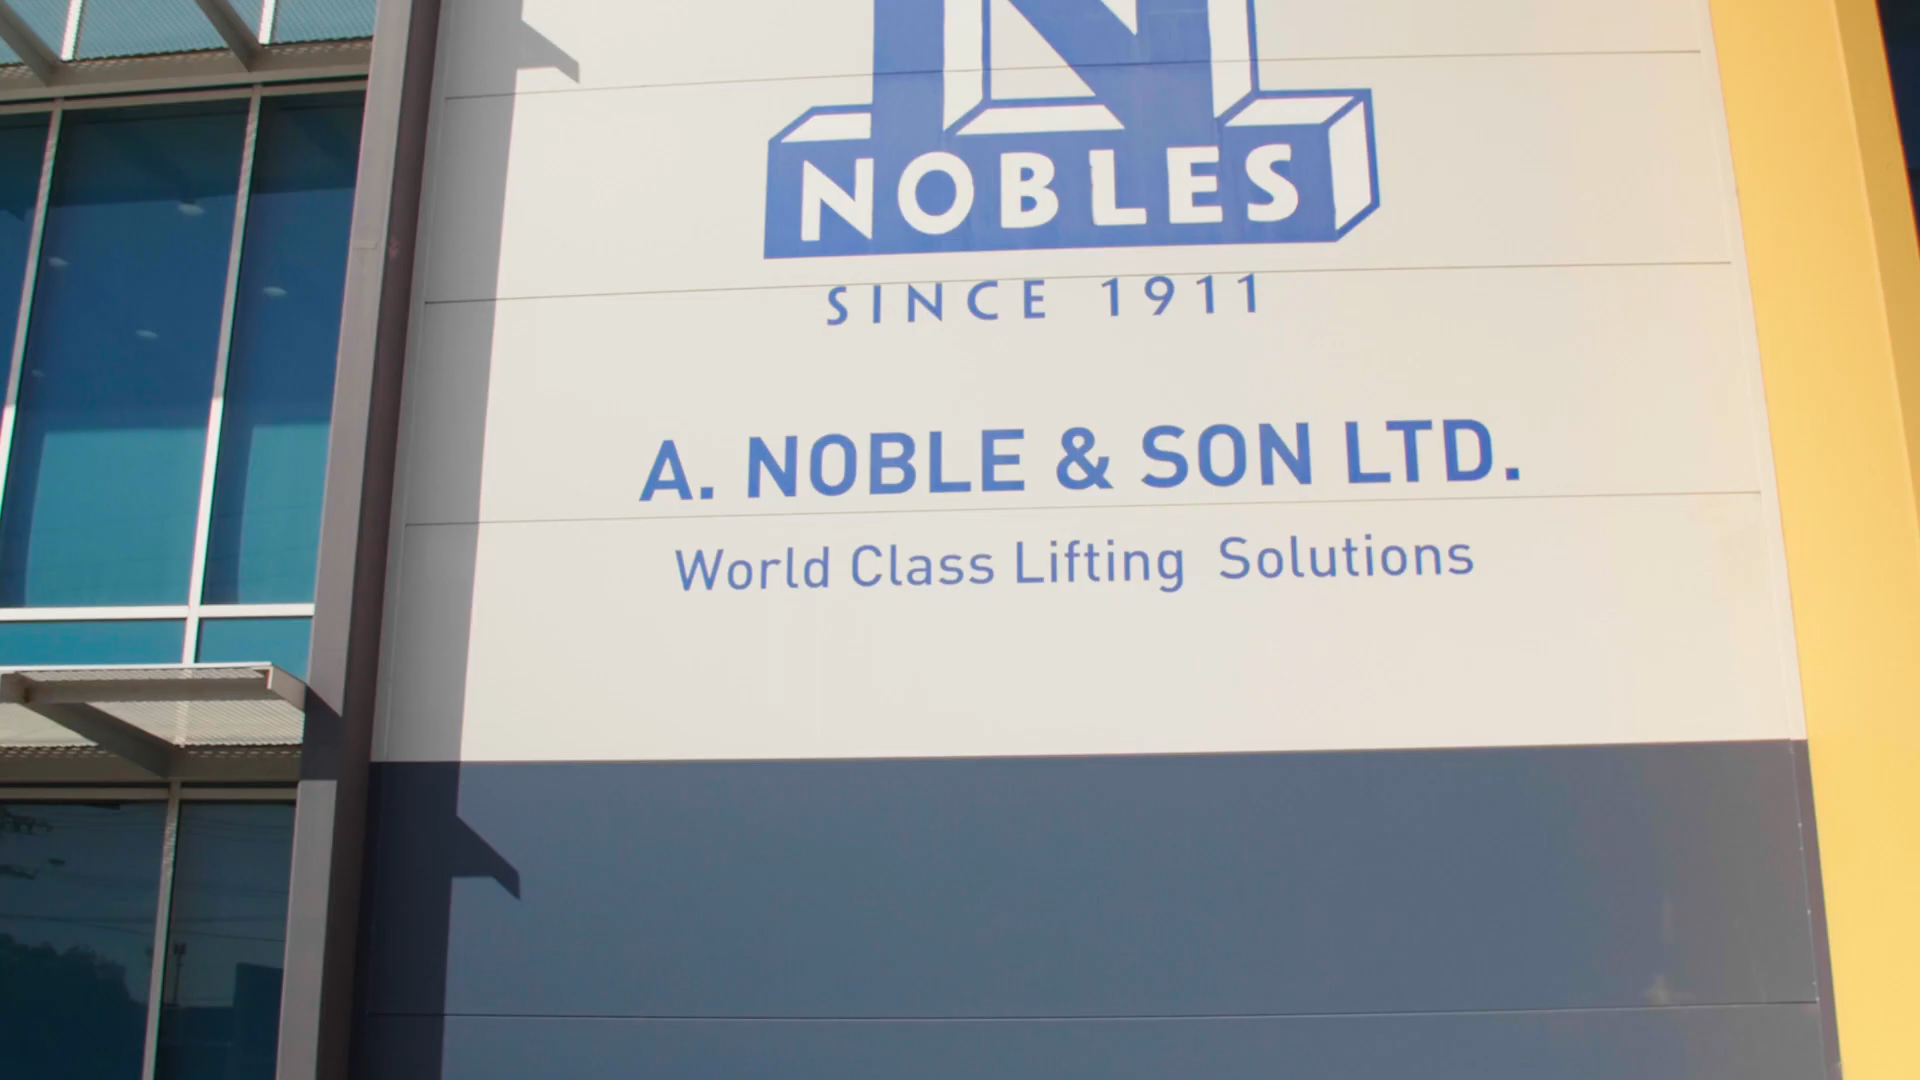 N
NOBLES
SINCE 1911
A. NOBLE & SON LTD.
World Class Lifting Solutions